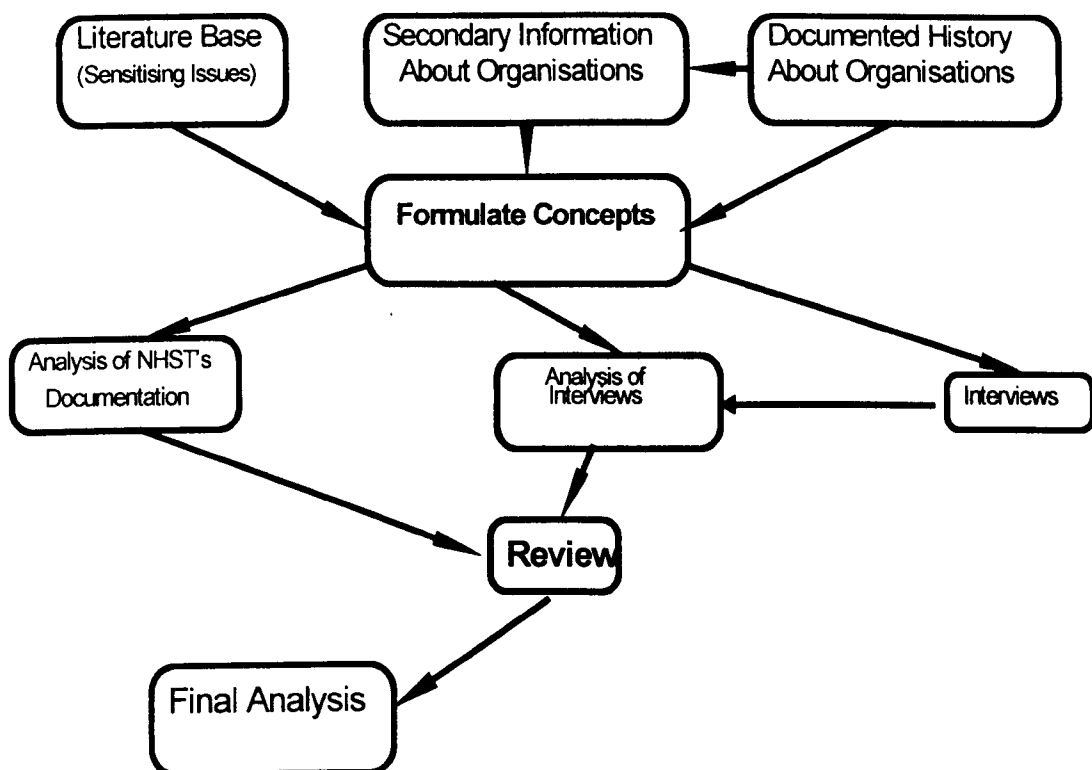 Literature Base
(Sensitising Issues)
Secondary Information
About Organisations
Documented History
About Organisations
Formulate Concepts
Analysis of NHST's
Documentation
Analysis of
Interviews
Interviews
Review
Final Analysis